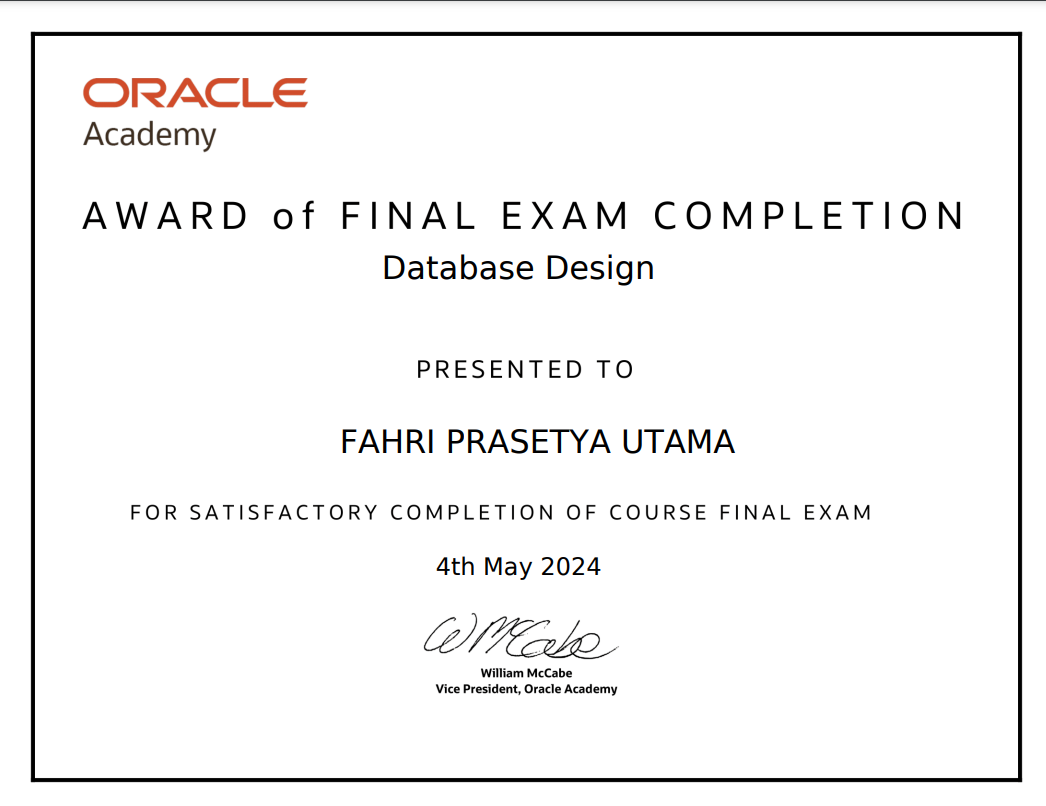 ORACLE
Academy
AWARD of FINAL EXAM COMPLETION
Database Design
PRESENTED TO
FAHRI PRASETYA UTAMA
FOR SATISFACTORY COMPLETION OF COURSE FINAL EXAM
4th May 2024
W McCabe
William McCabe
Vice President, Oracle Academy